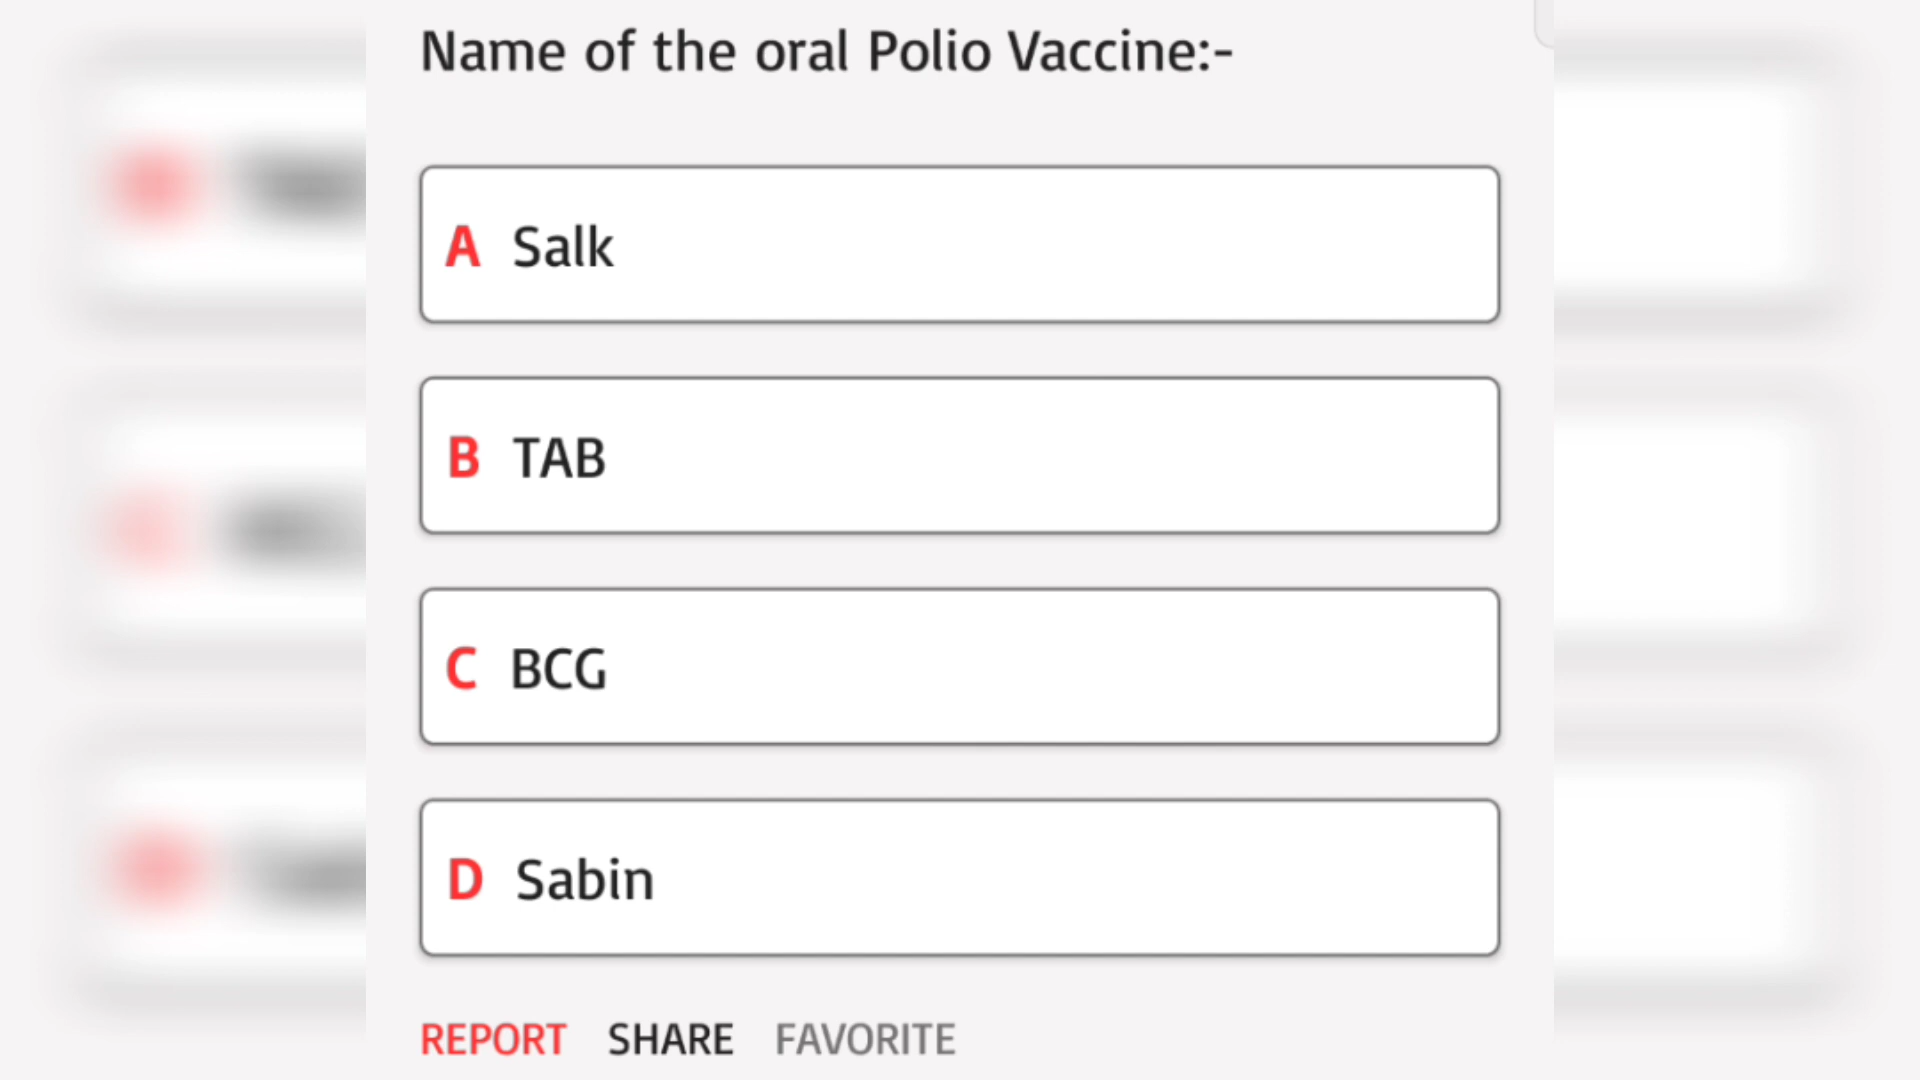 Name of the oral Polio Vaccine:-
A Salk
B TAB
C BCG
D Sabin
REPORT SHARE FAVORITE